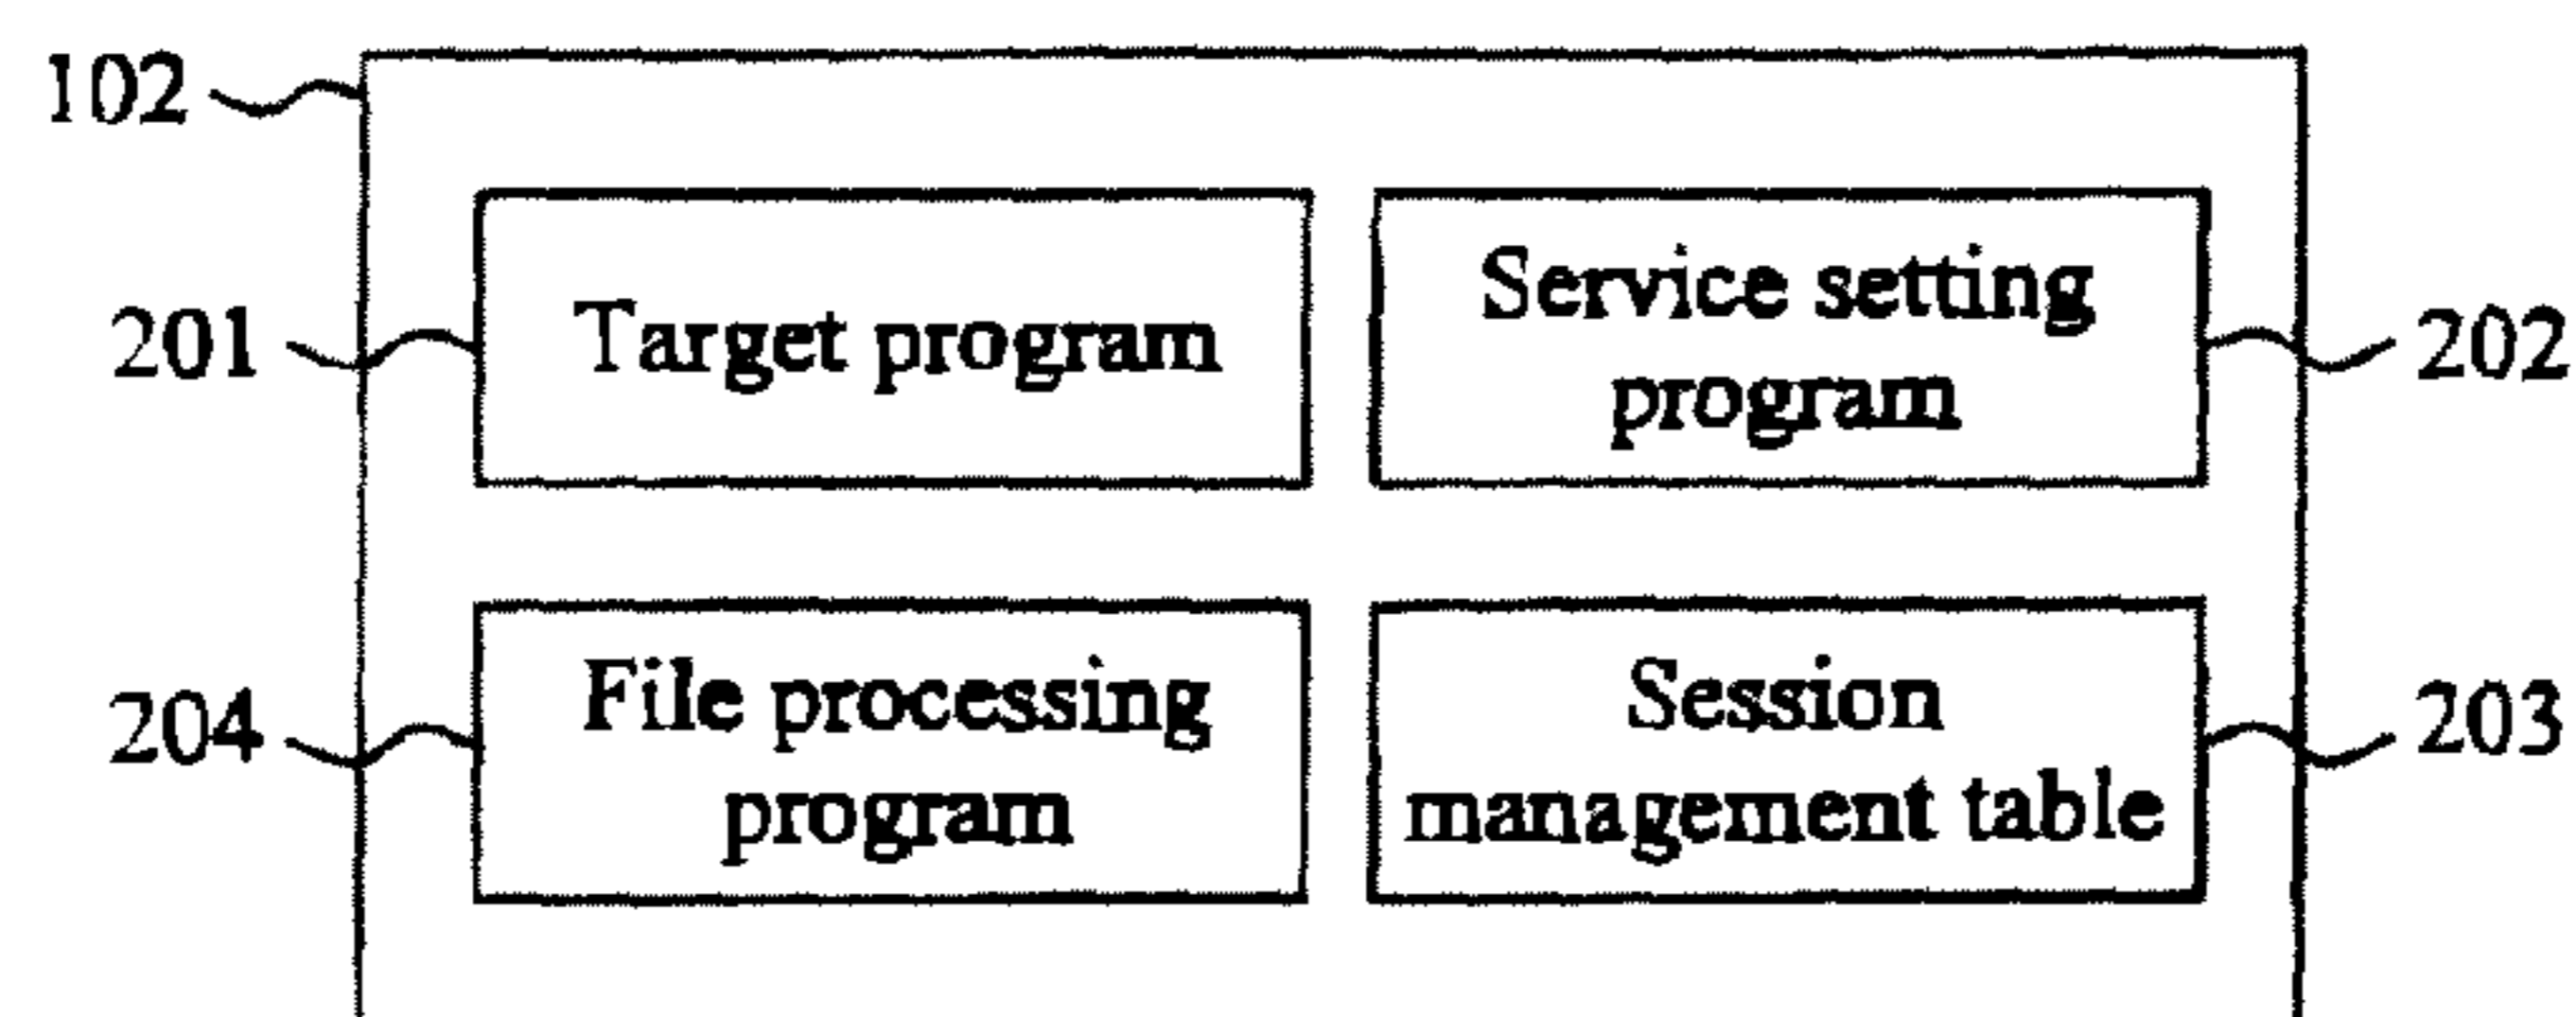 102
201
Target program
Service setting
program
202
204
File processing
program
Session
management table
203